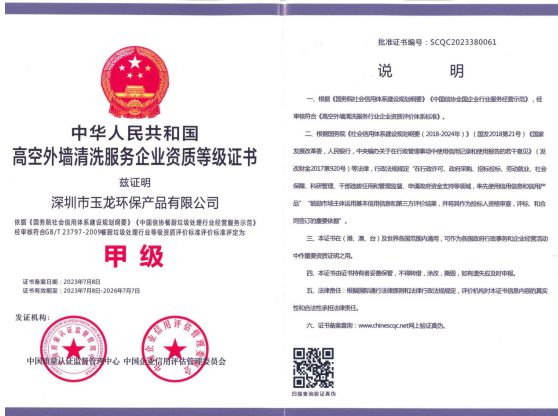 中华人民共和国
高空外墙清洗服务企业资质等级证书
兹证明
深圳市玉龙环保产品有限公司
依据《国务院社会信用体系建设规划纲要》《中国信协餐厨垃圾处理行业经营服务示范》
经审核符合GB/T 23797-2009餐厨垃圾处理行业等级资质评价标准评价标准评定为:
甲 级
证书备案日期：2023年7月8日
证书有效期至：2023年7月8日-2026年7月7日
发证机构：
中国质量认证监督管理中心 中国企业信用评估管理委员会
批准证书编号：SCQC2023380061
说 明
一、根据《国务院社会信用体系建设规划纲要》《中国信协全国企业行业服务经营示范》，经
审核符合《高空外墙清洗服务行业企业资质评价体系标准》。
二、根据国务院《社会信用体系建设规划纲要（2018-2024年）》（国发2018第21号）《国家
发展改革委，人民银行，中央编办关于在行政管理事项中使用信用记录和使用报告的若干意见》（发
改财金2017第920号）等法律，行政法规规定“在行政许可、政府采购、招标投标、劳动就业、社会
保障、科研管理、干部选拔任用和管理监督、申请政府资金支持等领域，率先使用信用信息和信用产
品”鼓励市场主体运用基本信用信息和第三方评价结果，并将其作为投标人资格审查，评标、和合
同签订的重要依据”。
三、本证书在（港、澳、台）及世界各国范围内通用，可作为各国政府行政事务和企业经营活动
中作重要资质证明之用。
四、本证书由证书持有者妥善保管，不得转借，涂改，撕毁，如有遗失应及时申报。
五、法律责任：根据国际通行法律原则和法律行政法规规定，评价机构对本证书信息内容的真实
性和合法性承担法律责任。
六、证书备案查询：www.chinescqc.net网上验证真伪。
扫描查询验证真伪